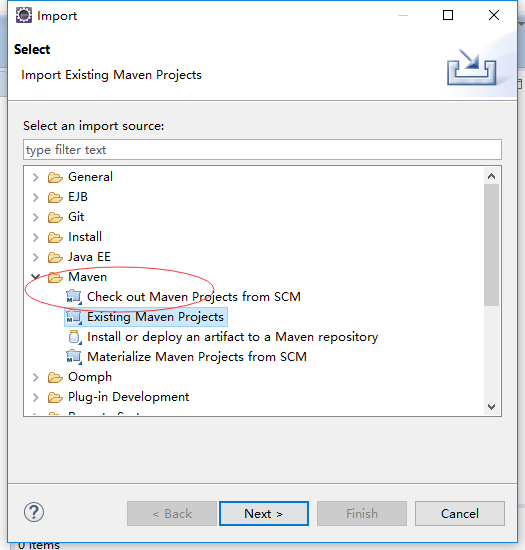 Import
Select
Import Existing Maven Projects
Select an import source:
type filter text
General
EJB
Git
Install
Java EE
Maven
Check out Maven Projects from SCM
Existing Maven Projects
Install or deploy an artifact to a Maven repository
Materialize Maven Projects from SCM
Oomph
Plug-in Development
?
< Back
Next >
Finish
Cancel
0 items